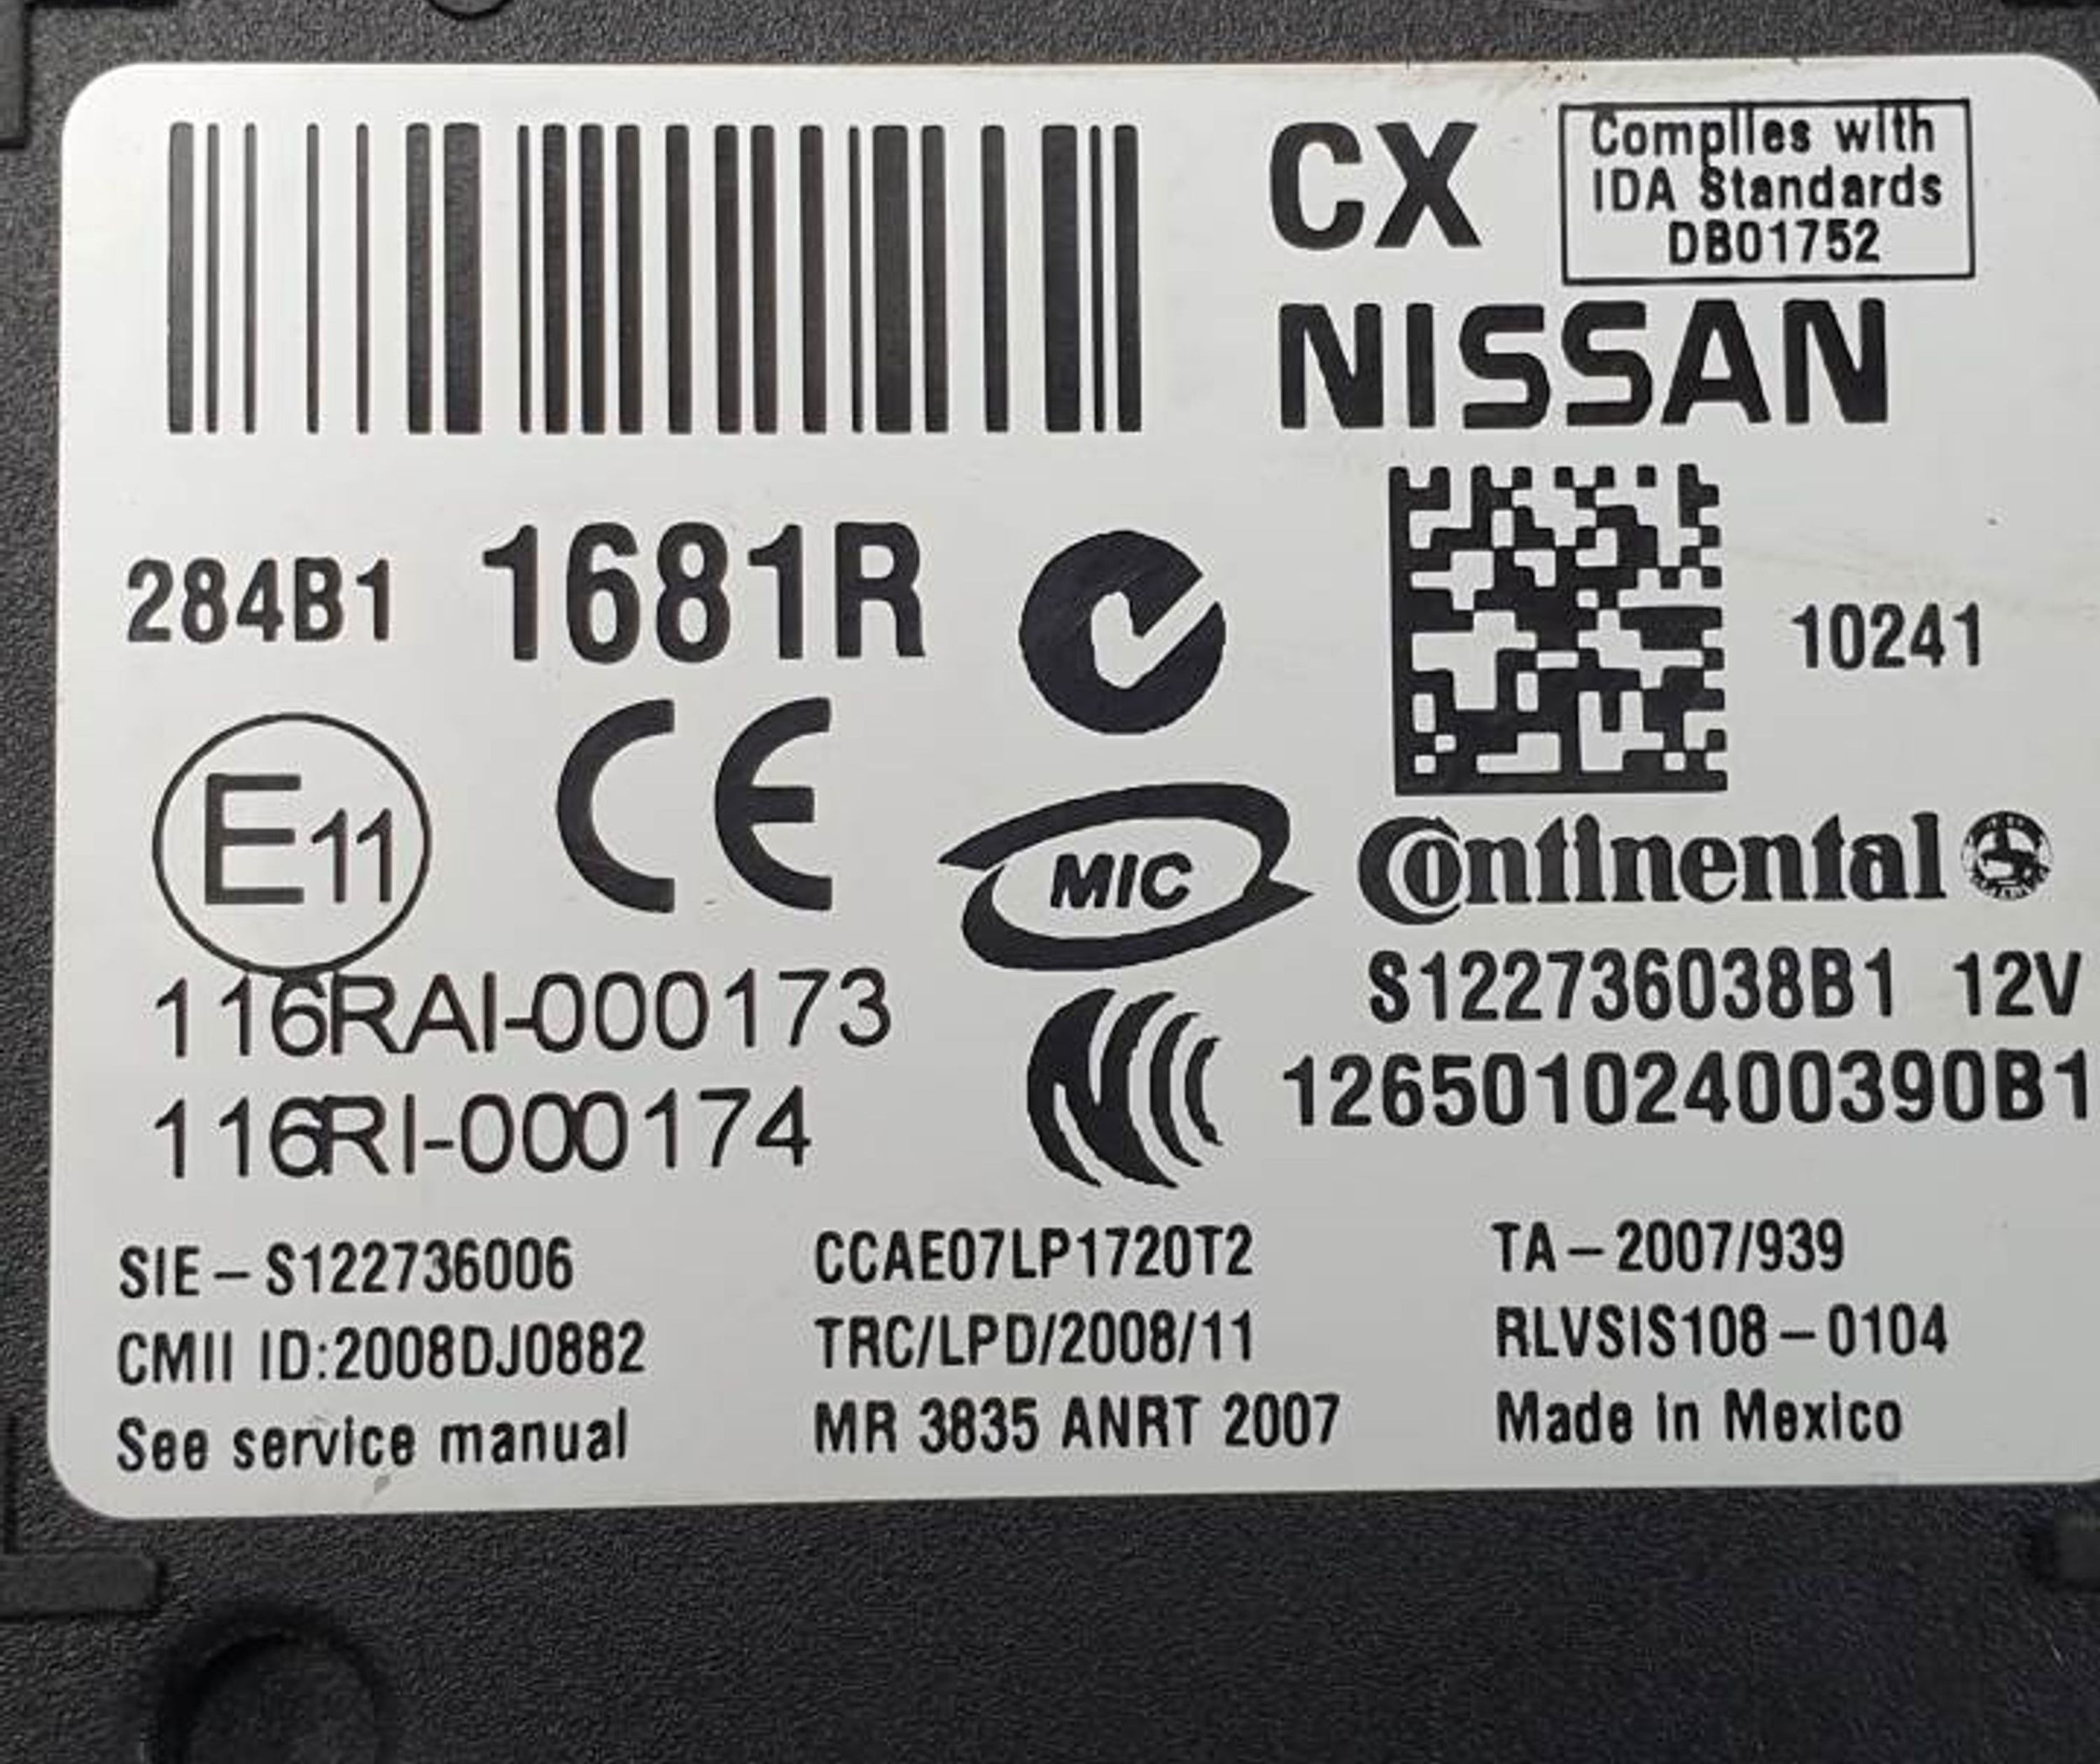 CX
Complies with
IDA Standards
DB01752
NISSAN
284B1 1681R
10241
E11
CE
MIC
Continental
116RAI-000173
116RI-000174
S122736038B1 12V
12650102400390B1
SIE-S122736006
CCAE07LP1720T2
TA-2007/939
CMII ID:2008DJ0882
TRC/LPD/2008/11
RLVSIS108-0104
See service manual
MR 3835 ANRT 2007
Made in Mexico